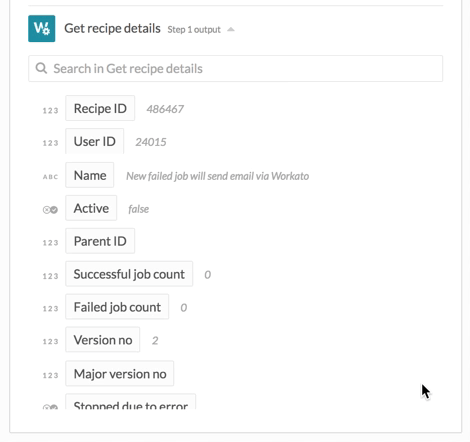 Get recipe details Step 1 output
Search in Get recipe details
123 Recipe ID 486467
123 User ID 24015
ABC Name New failed job will send email via Workato
Active false
123 Parent ID
123 Successful job count 0
123 Failed job count 0
123 Version no 2
123 Major version no
Stopped due to error